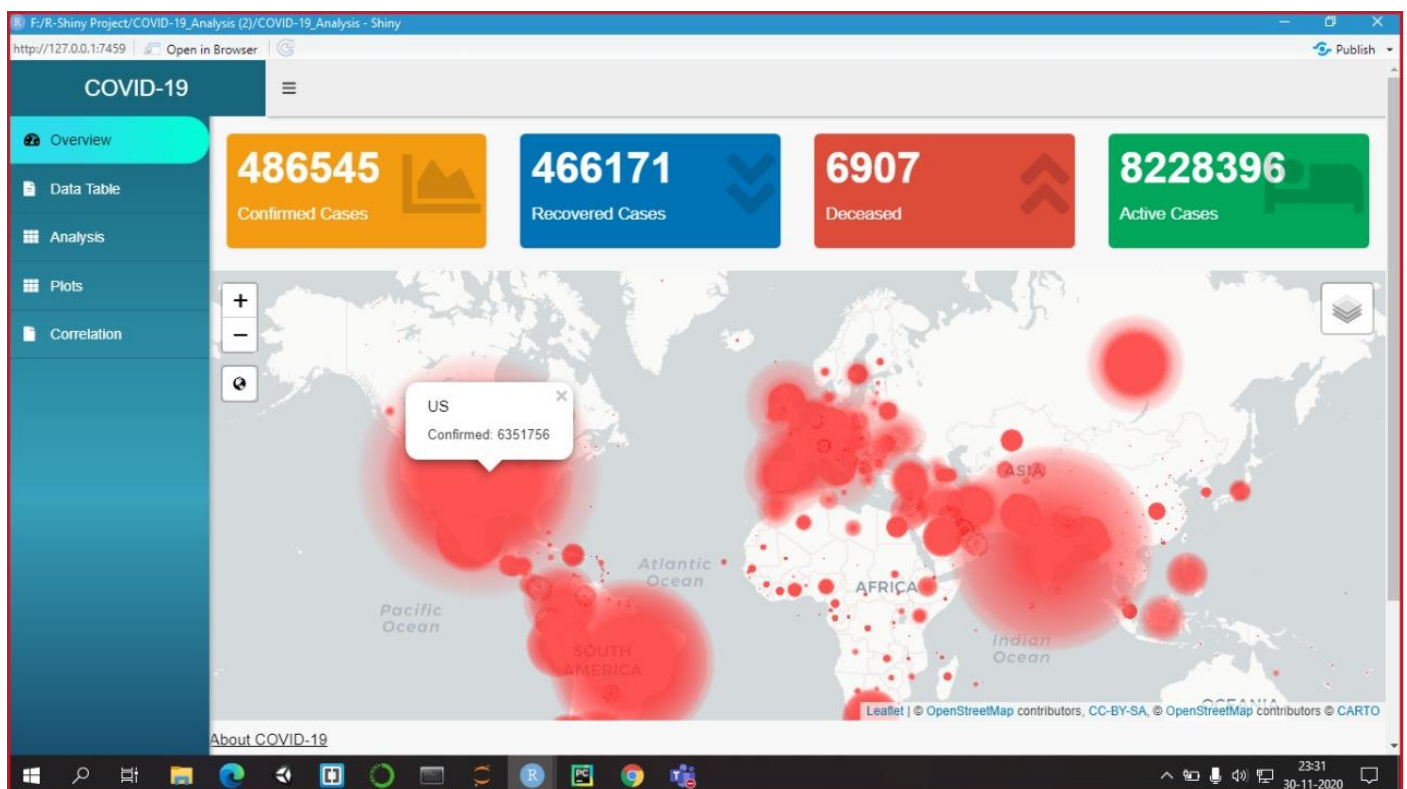 F:/R-Shiny Project/COVID-19_Analysis (2)/COVID-19_Analysis - Shiny
http://127.0.0.1:7459 Open in Browser Publish
COVID-19
Overview
Data Table
Analysis
Plots
Correlation
486545
Confirmed Cases
466171
Recovered Cases
6907
Deceased
8228396
Active Cases
+
−
US
Confirmed: 6351756
ASIA
Atlantic
Ocean
AFRICA
Pacific
Ocean
Indian
Ocean
SOUTH
AMERICA
OCEANIA
Leaflet | © OpenStreetMap contributors, CC-BY-SA, © OpenStreetMap contributors © CARTO
About COVID-19
R
PC
23:31
30-11-2020